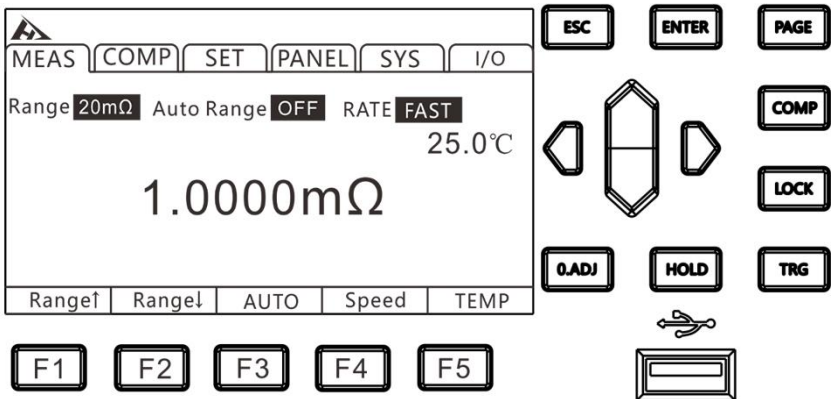 ESC ENTER PAGE
MEAS COMP SET PANEL SYS I/O
Range 20mΩ Auto Range OFF RATE FAST
COMP
25.0℃
1.0000mΩ
LOCK
0.ADJ HOLD TRG
Range↑ Range↓ AUTO Speed TEMP
F1 F2 F3 F4 F5